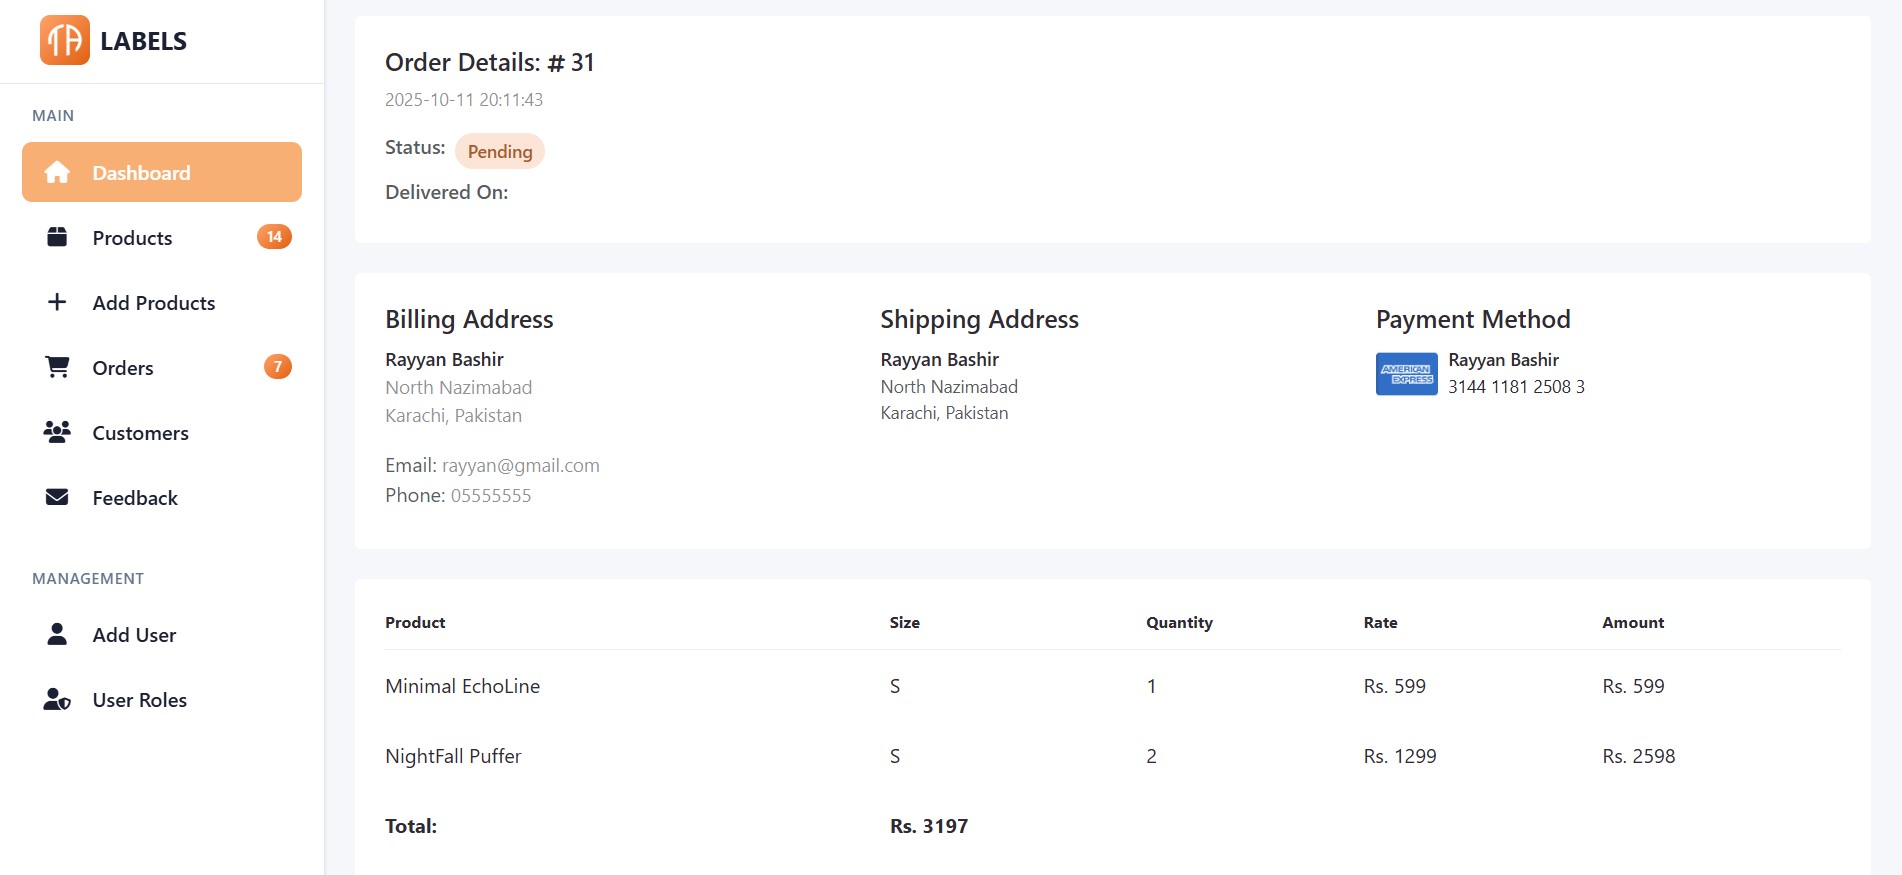 TA LABELS
MAIN
Dashboard
Products 14
Add Products
Orders 7
Customers
Feedback
MANAGEMENT
Add User
User Roles
Order Details: # 31
2025-10-11 20:11:43
Status: Pending
Delivered On:
Billing Address
Rayyan Bashir
North Nazimabad
Karachi, Pakistan
Email: rayyan@gmail.com
Phone: 05555555
Shipping Address
Rayyan Bashir
North Nazimabad
Karachi, Pakistan
Payment Method
AMERICAN EXPRESS
Rayyan Bashir
3144 1181 2508 3
Product Size Quantity Rate Amount
Minimal EchoLine S 1 Rs. 599 Rs. 599
NightFall Puffer S 2 Rs. 1299 Rs. 2598
Total: Rs. 3197